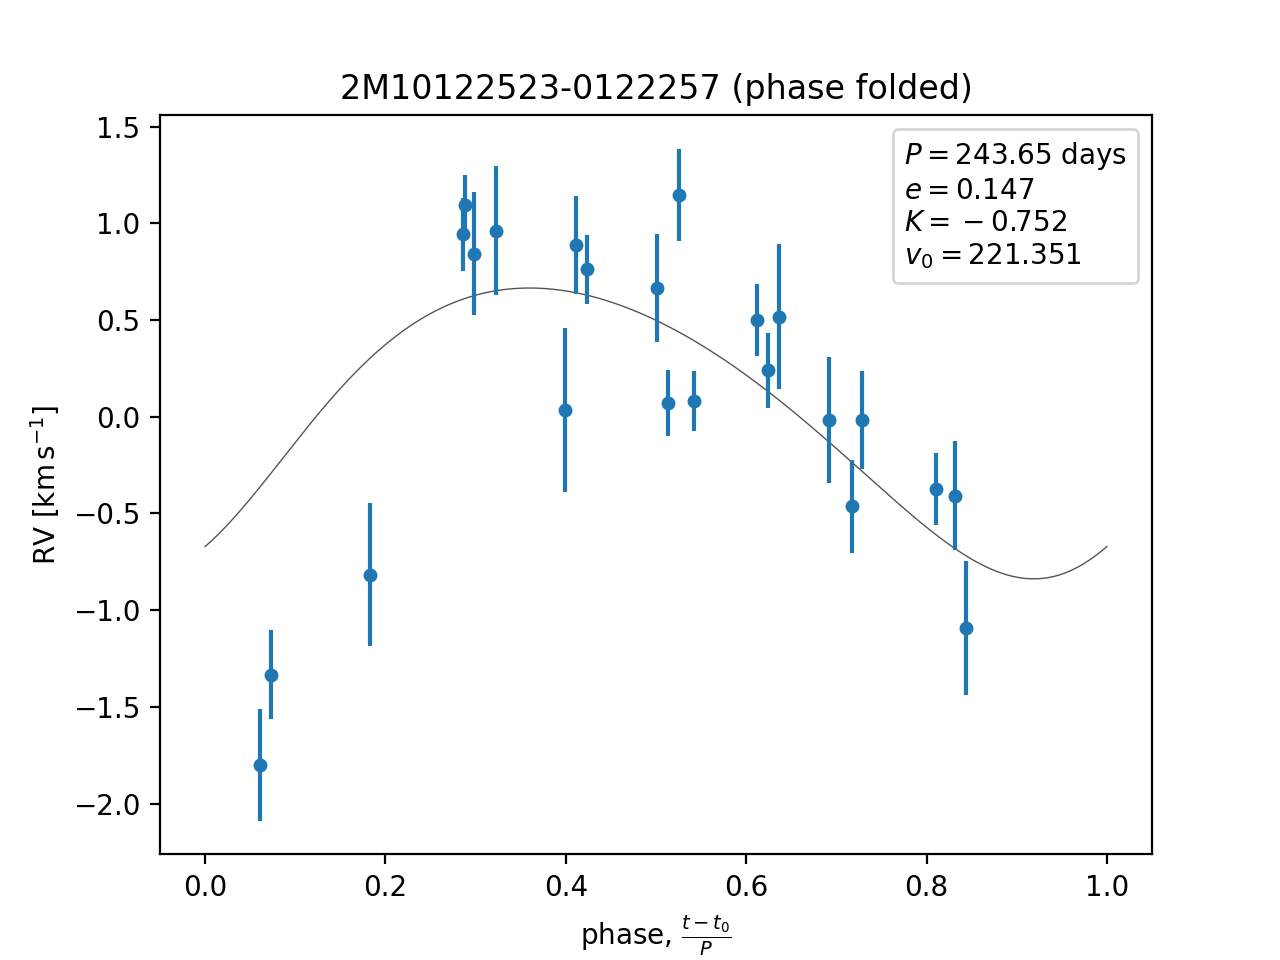 2M10122523-0122257 (phase folded)
P = 243.65 days
e = 0.147
K = −0.752
v₀ = 221.351
1.5
1.0
0.5
0.0
−0.5
−1.0
−1.5
−2.0
RV [km s⁻¹]
0.0 0.2 0.4 0.6 0.8 1.0
phase, (t − t₀)/P